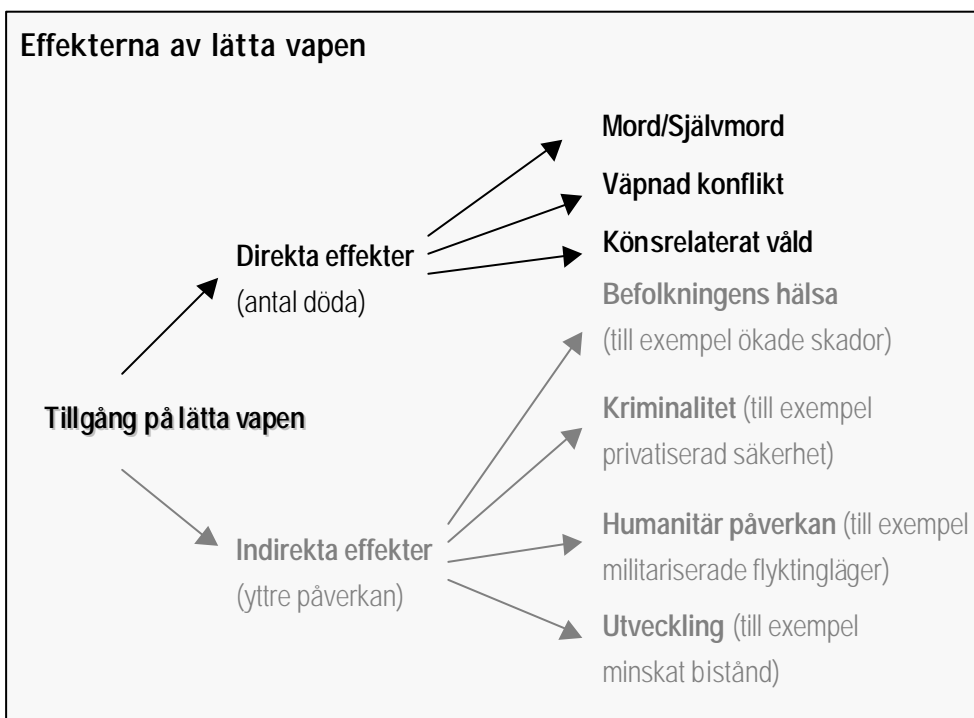 Effekterna av lätta vapen
Mord/Självmord
Väpnad konflikt
Könsrelaterat våld
Direkta effekter
(antal döda)
Befolkningens hälsa
(till exempel ökade skador)
Tillgång på lätta vapen
Kriminalitet (till exempel
privatiserad säkerhet)
Indirekta effekter
(yttre påverkan)
Humanitär påverkan (till exempel
militariserade flyktingläger)
Utveckling (till exempel
minskat bistånd)